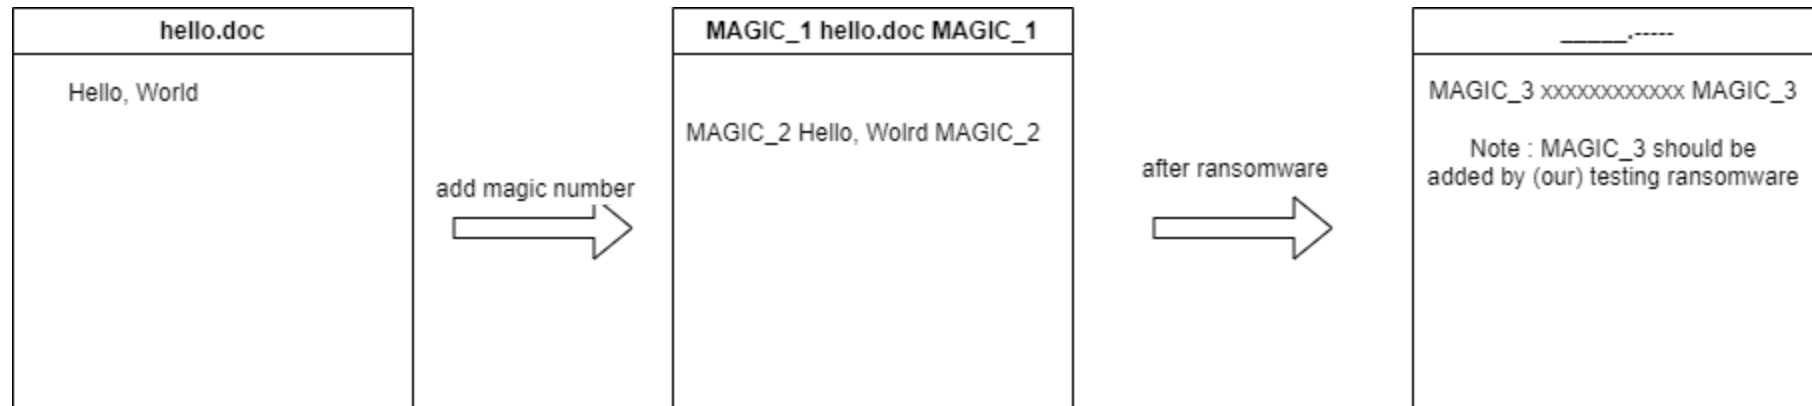 hello.doc
Hello, World
add magic number
MAGIC_1 hello.doc MAGIC_1
MAGIC_2 Hello, Wolrd MAGIC_2
after ransomware
_____.-----
MAGIC_3 xxxxxxxxxxxx MAGIC_3
Note : MAGIC_3 should be
added by (our) testing ransomware